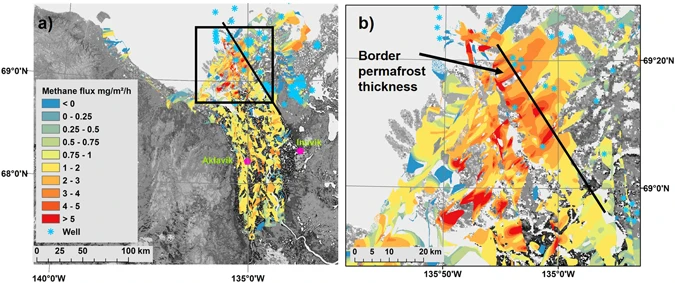 a)
69°0'N
68°0'N
Methane flux mg/m²/h
< 0
0 - 0.25
0.25 - 0.5
0.5 - 0.75
0.75 - 1
1 - 2
2 - 3
3 - 4
4 - 5
> 5
Well
Aklavik
Inuvik
0 25 50 100 km
140°0'W
135°0'W
b)
Border
permafrost
thickness
69°20'N
69°0'N
0 5 10 20 km
135°50'W
135°0'W